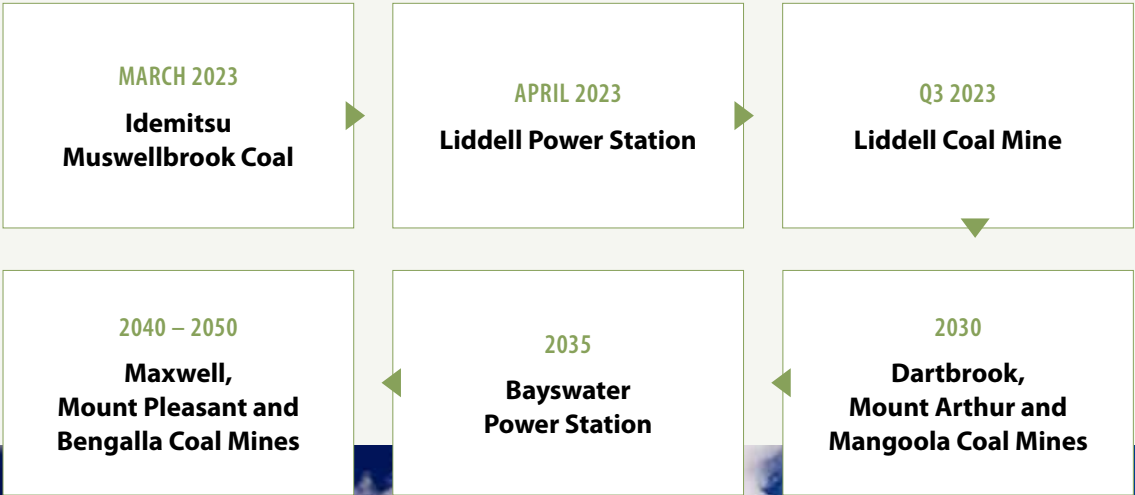 MARCH 2023
Idemitsu
Muswellbrook Coal
APRIL 2023
Liddell Power Station
Q3 2023
Liddell Coal Mine
2030
Dartbrook,
Mount Arthur and
Mangoola Coal Mines
2035
Bayswater
Power Station
2040 – 2050
Maxwell,
Mount Pleasant and
Bengalla Coal Mines